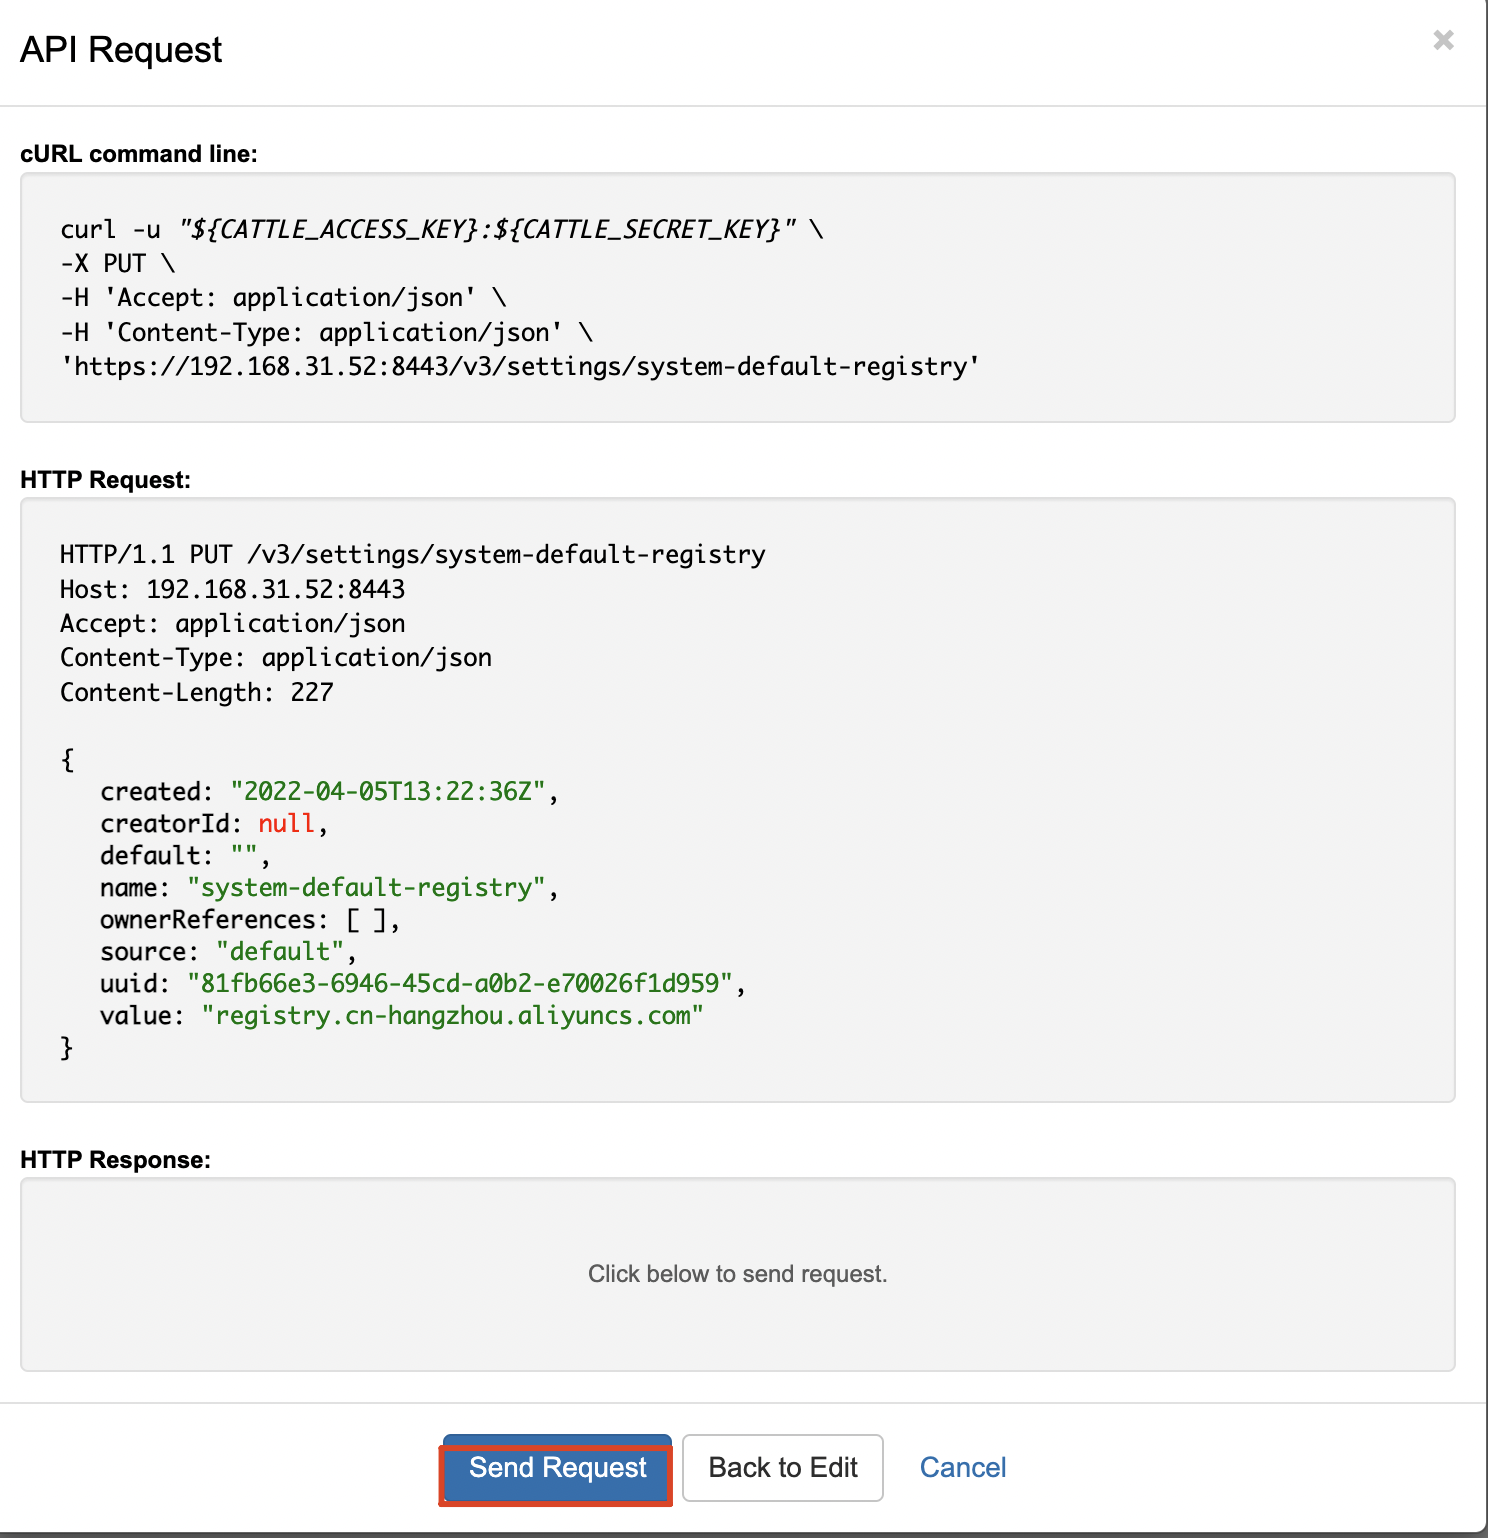 API Request
×
cURL command line:
curl -u "${CATTLE_ACCESS_KEY}:${CATTLE_SECRET_KEY}" \
-X PUT \
-H 'Accept: application/json' \
-H 'Content-Type: application/json' \
'https://192.168.31.52:8443/v3/settings/system-default-registry'
HTTP Request:
HTTP/1.1 PUT /v3/settings/system-default-registry
Host: 192.168.31.52:8443
Accept: application/json
Content-Type: application/json
Content-Length: 227
{
created: "2022-04-05T13:22:36Z",
creatorId: null,
default: "",
name: "system-default-registry",
ownerReferences: [ ],
source: "default",
uuid: "81fb66e3-6946-45cd-a0b2-e70026f1d959",
value: "registry.cn-hangzhou.aliyuncs.com"
}
HTTP Response:
Click below to send request.
Send Request Back to Edit Cancel